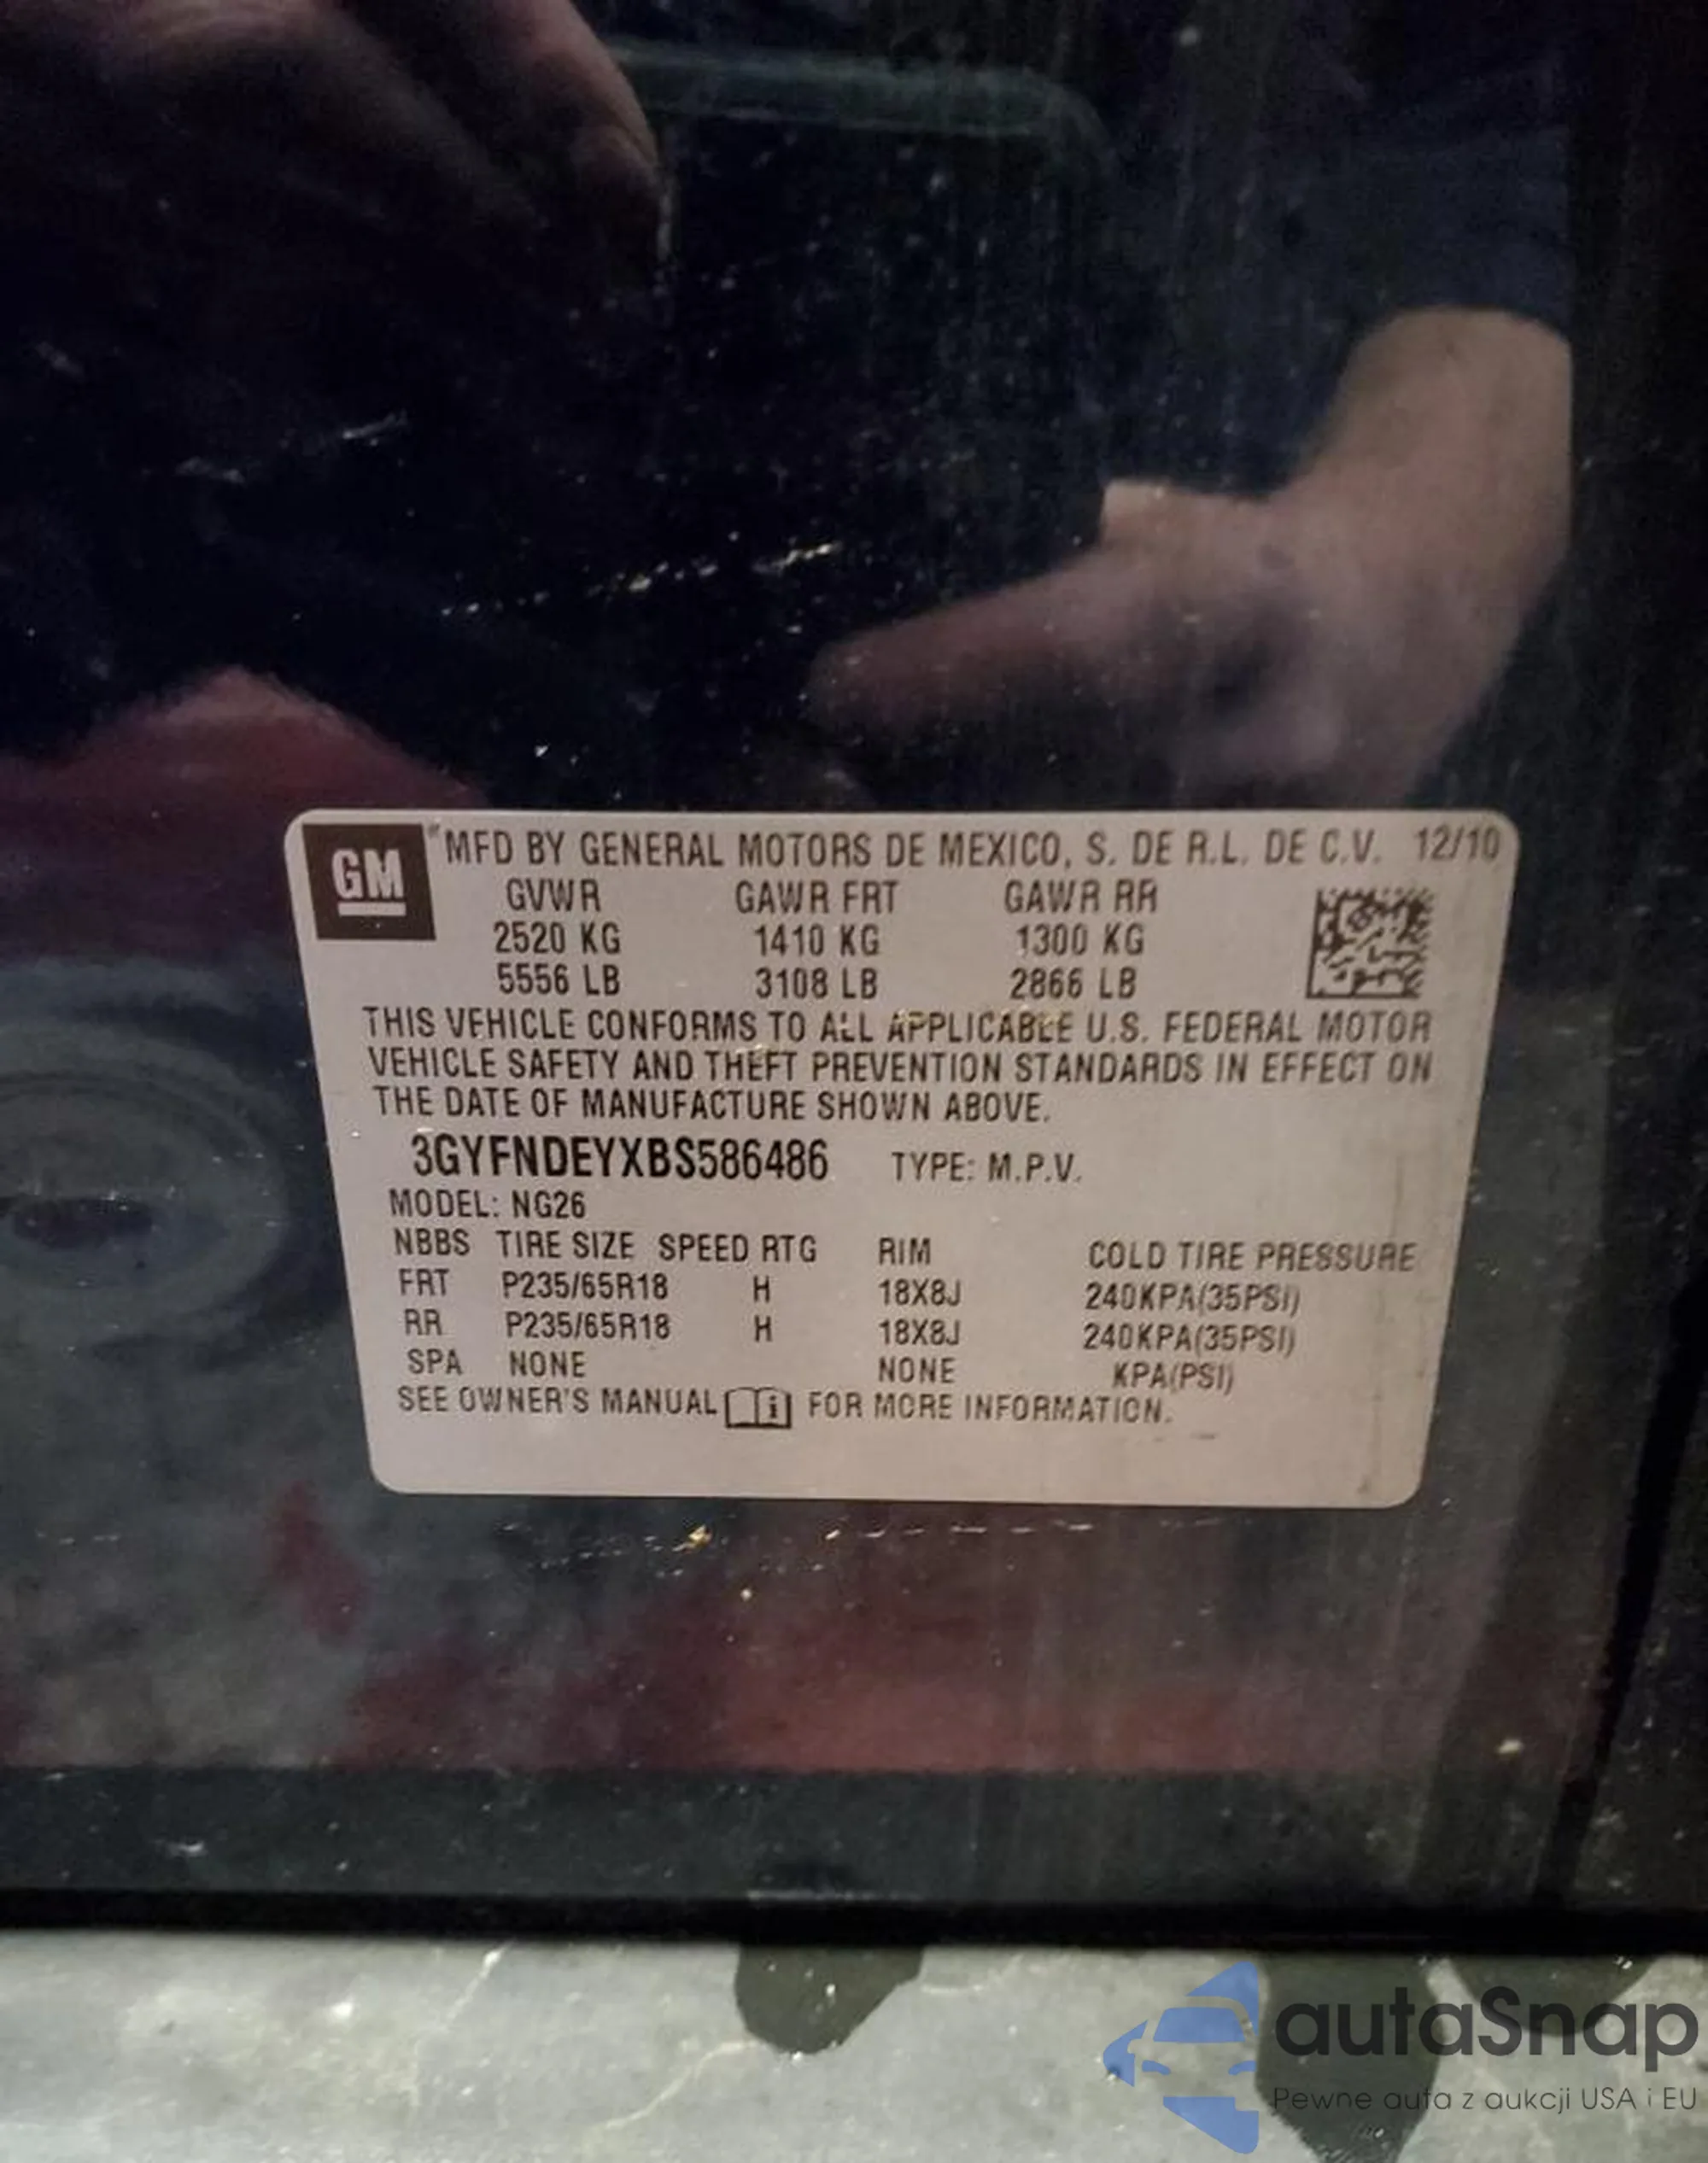 GM
MFD BY GENERAL MOTORS DE MEXICO, S. DE R.L. DE C.V. 12/10
GVWR GAWR FRT GAWR RR
2520 KG 1410 KG 1300 KG
5556 LB 3108 LB 2866 LB
THIS VEHICLE CONFORMS TO ALL APPLICABLE U.S. FEDERAL MOTOR
VEHICLE SAFETY AND THEFT PREVENTION STANDARDS IN EFFECT ON
THE DATE OF MANUFACTURE SHOWN ABOVE.
3GYFNDEYXBS586486 TYPE: M.P.V.
MODEL: NG26
NBBS TIRE SIZE SPEED RTG RIM COLD TIRE PRESSURE
FRT P235/65R18 H 18X8J 240KPA(35PSI)
RR P235/65R18 H 18X8J 240KPA(35PSI)
SPA NONE NONE KPA(PSI)
SEE OWNER'S MANUAL FOR MORE INFORMATION.
autaSnap
Pewne auta z aukcji USA i EU